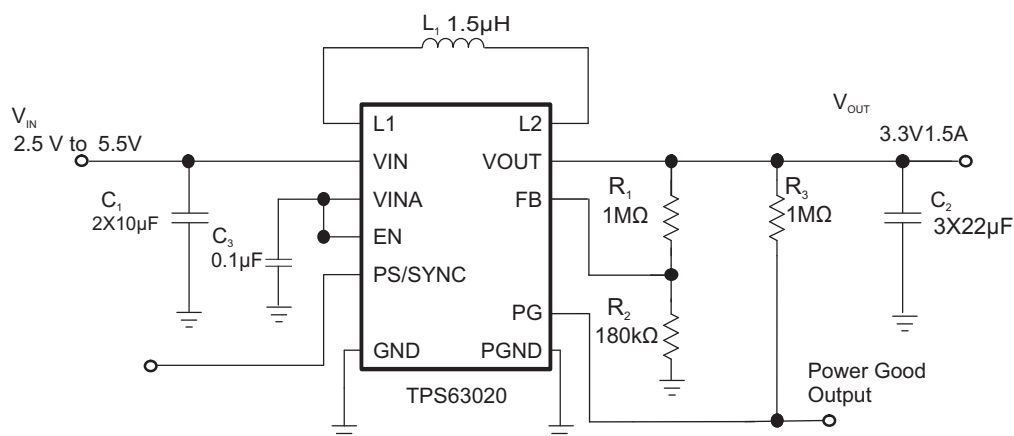 L₁ 1.5µH
V_IN
2.5 V to 5.5V
V_OUT
3.3V1.5A
L1
L2
VIN
VOUT
VINA
FB
EN
PS/SYNC
PG
GND
PGND
TPS63020
C₁
2X10µF
C₃
0.1µF
R₁
1MΩ
R₂
180kΩ
R₃
1MΩ
C₂
3X22µF
Power Good
Output